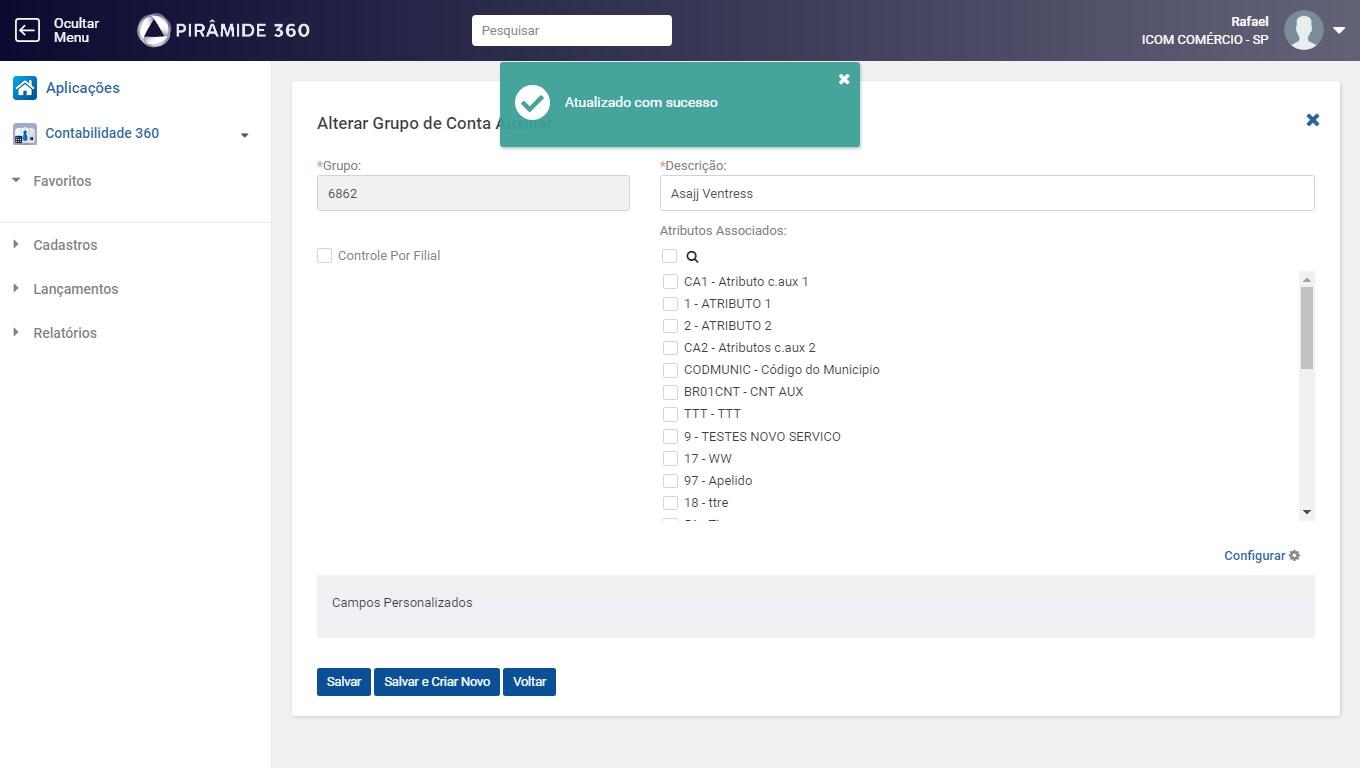 Ocultar
Menu
PIRÂMIDE 360
Pesquisar
Rafael
ICOM COMÉRCIO - SP
Aplicações
Contabilidade 360
Favoritos
Cadastros
Lançamentos
Relatórios
Atualizado com sucesso
Alterar Grupo de Conta Auxiliar
*Grupo:
6862
*Descrição:
Asajj Ventress
Controle Por Filial
Atributos Associados:
CA1 - Atributo c.aux 1
1 - ATRIBUTO 1
2 - ATRIBUTO 2
CA2 - Atributos c.aux 2
CODMUNIC - Código do Municipio
BR01CNT - CNT AUX
TTT - TTT
9 - TESTES NOVO SERVICO
17 - WW
97 - Apelido
18 - ttre
Configurar
Campos Personalizados
Salvar
Salvar e Criar Novo
Voltar